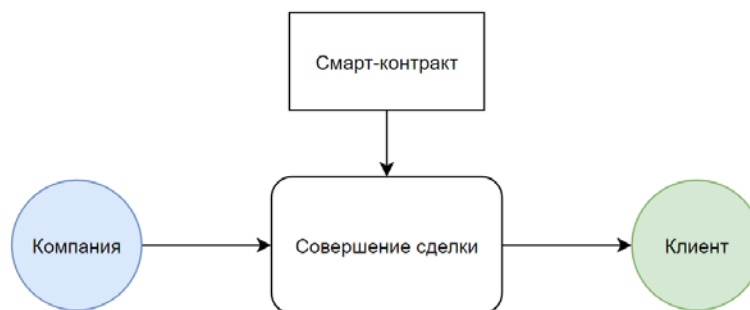 Смарт-контракт
Компания
Совершение сделки
Клиент